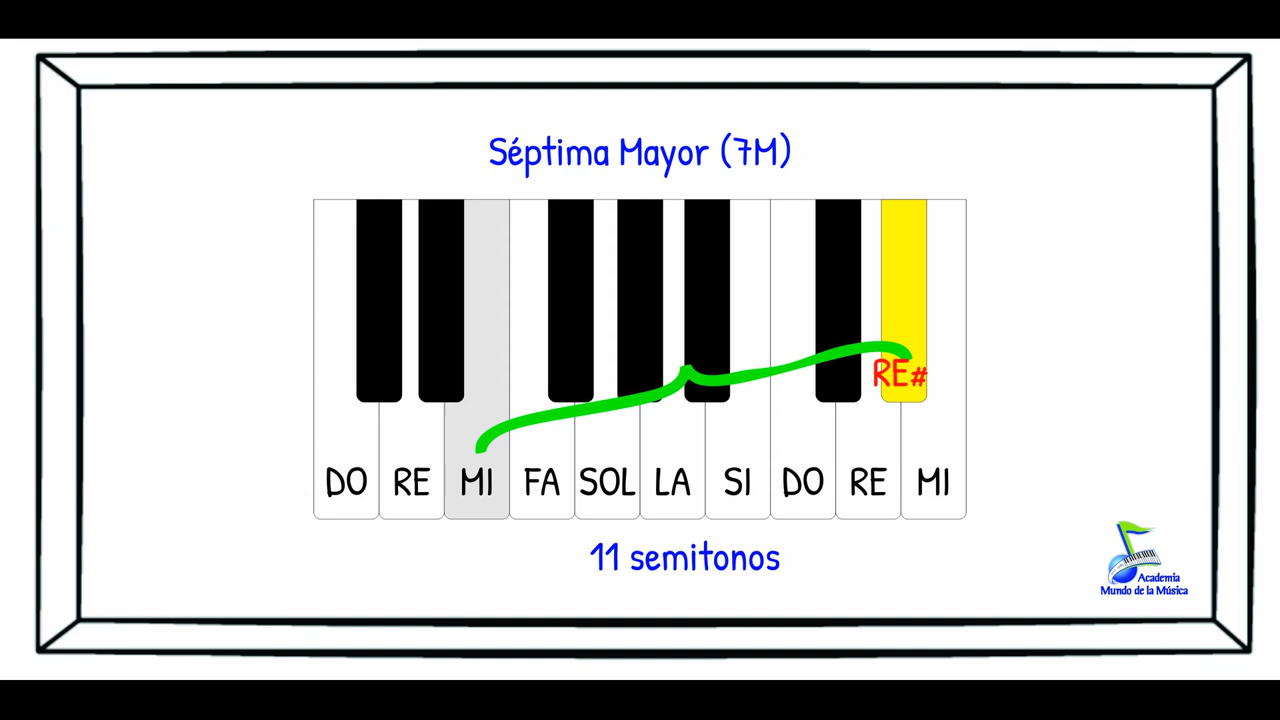 Séptima Mayor (7M)
RE#
DO RE MI FA SOL LA SI DO RE MI
11 semitonos
Academia
Mundo de la Música